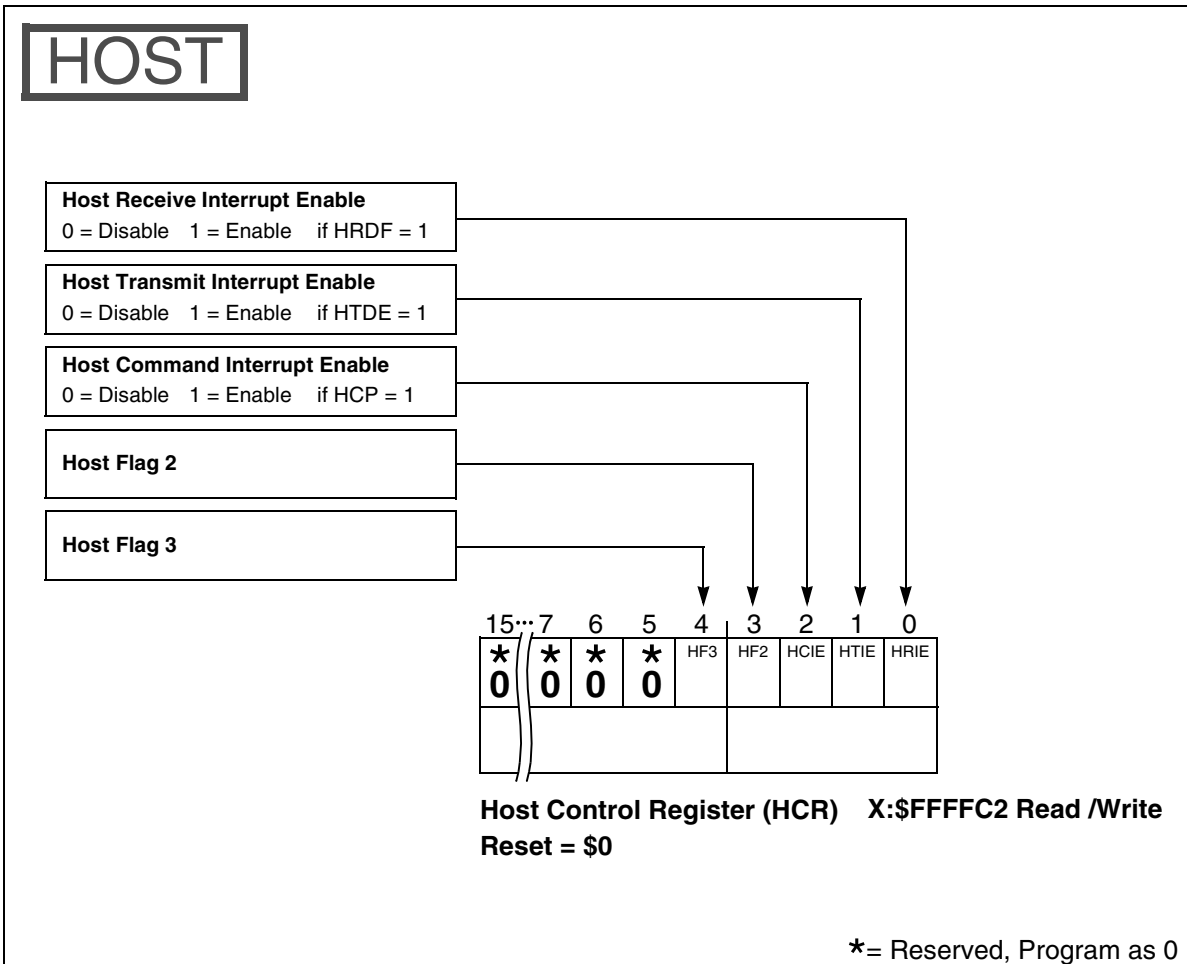 HOST
Host Receive Interrupt Enable
0 = Disable 1 = Enable if HRDF = 1
Host Transmit Interrupt Enable
0 = Disable 1 = Enable if HTDE = 1
Host Command Interrupt Enable
0 = Disable 1 = Enable if HCP = 1
Host Flag 2
Host Flag 3
15 ··· 7 6 5 4 3 2 1 0
* * * * HF3 HF2 HCIE HTIE HRIE
0 0 0 0
Host Control Register (HCR) X:$FFFFC2 Read /Write
Reset = $0
*= Reserved, Program as 0